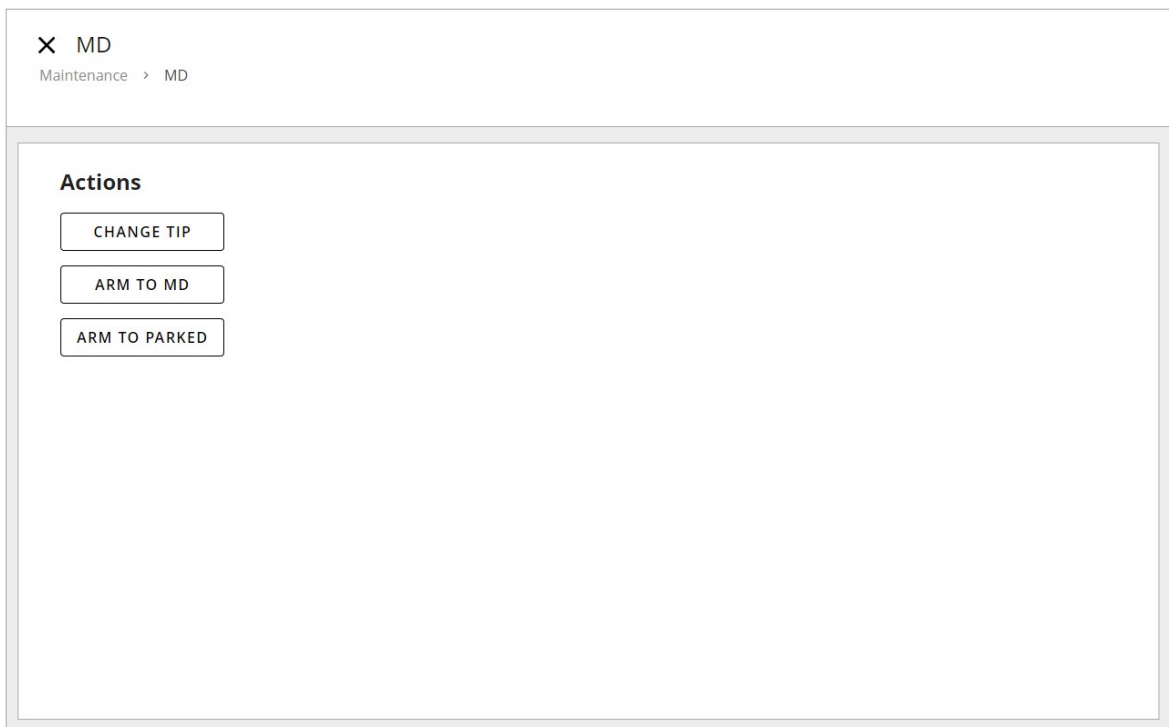 MD
Maintenance > MD
Actions
CHANGE TIP
ARM TO MD
ARM TO PARKED